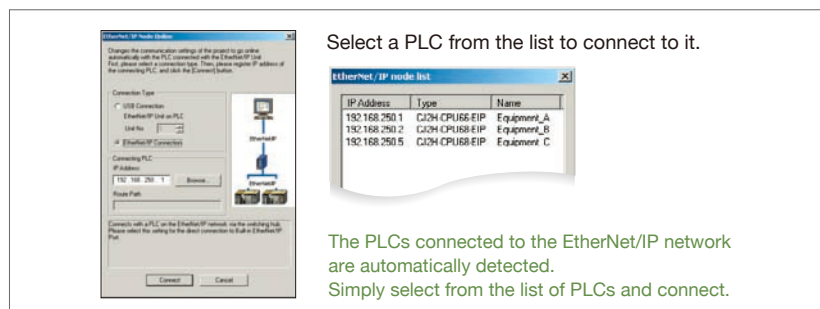 EtherNet/IP Node Online
Changes the communication settings of the project to go online
automatically with the PLC connected with the EtherNet/IP Unit
First, please select a connection type. Then, please register IP address of
the connecting PLC, and click the [Connect] button.
Connection Type
USB Connection
EtherNet/IP Unit on PLC
Unit No
EtherNet/IP Connection
Connecting PLC
IP Address
192 . 168 . 250 . 1 Browse...
Route Path
EtherNet/IP
EtherNet/IP
Connects with a PLC on the EtherNet/IP network via the switching hub.
Please select this setting for the direct connection to Built-in EtherNet/IP
Port.
Connect Cancel
Select a PLC from the list to connect to it.
EtherNet/IP node list
IP Address Type Name
192.168.250.1 CJ2H-CPU66-EIP Equipment_A
192.168.250.2 CJ2H-CPU68-EIP Equipment_B
192.168.250.5 CJ2H-CPU68-EIP Equipment_C
The PLCs connected to the EtherNet/IP network
are automatically detected.
Simply select from the list of PLCs and connect.